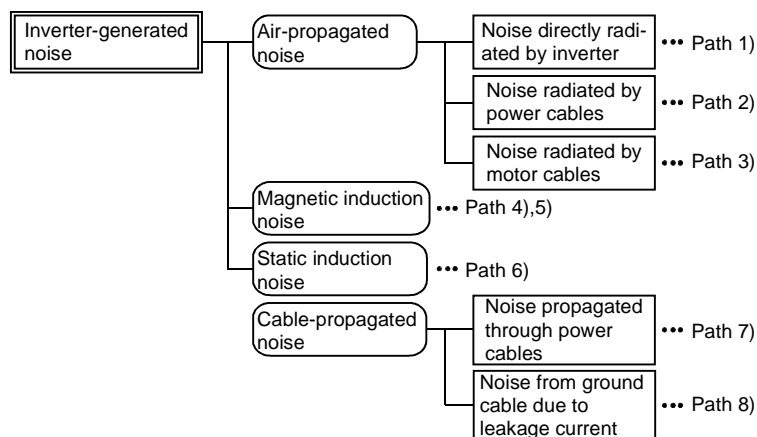 Inverter-generated
noise
Air-propagated
noise
Noise directly radi-
ated by inverter
••• Path 1)
Noise radiated by
power cables
••• Path 2)
Noise radiated by
motor cables
••• Path 3)
Magnetic induction
noise
••• Path 4),5)
Static induction
noise
••• Path 6)
Cable-propagated
noise
Noise propagated
through power
cables
••• Path 7)
Noise from ground
cable due to
leakage current
••• Path 8)